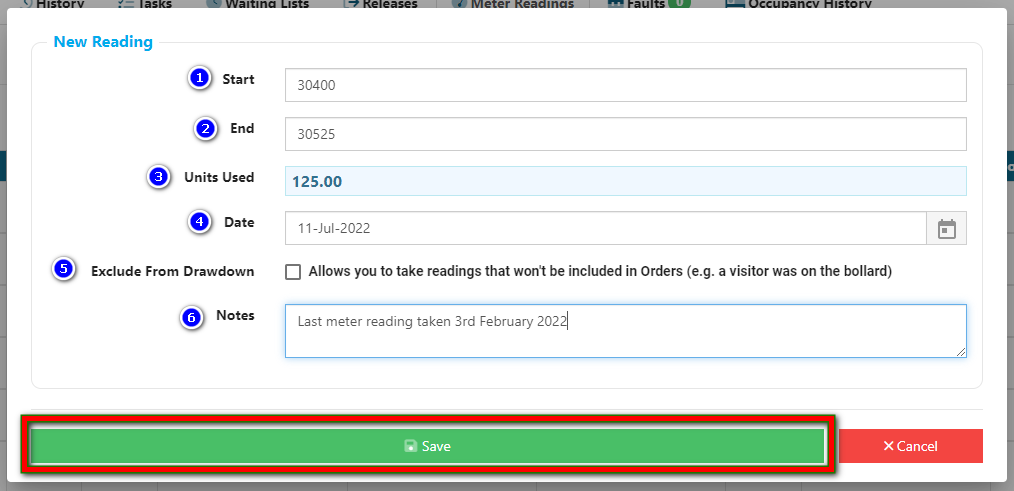 History Tasks Waiting Lists Releases Meter Readings Faults 0 Occupancy History
New Reading
1 Start 30400
2 End 30525
3 Units Used 125.00
4 Date 11-Jul-2022
5 Exclude From Drawdown Allows you to take readings that won't be included in Orders (e.g. a visitor was on the bollard)
6 Notes Last meter reading taken 3rd February 2022
Save Cancel